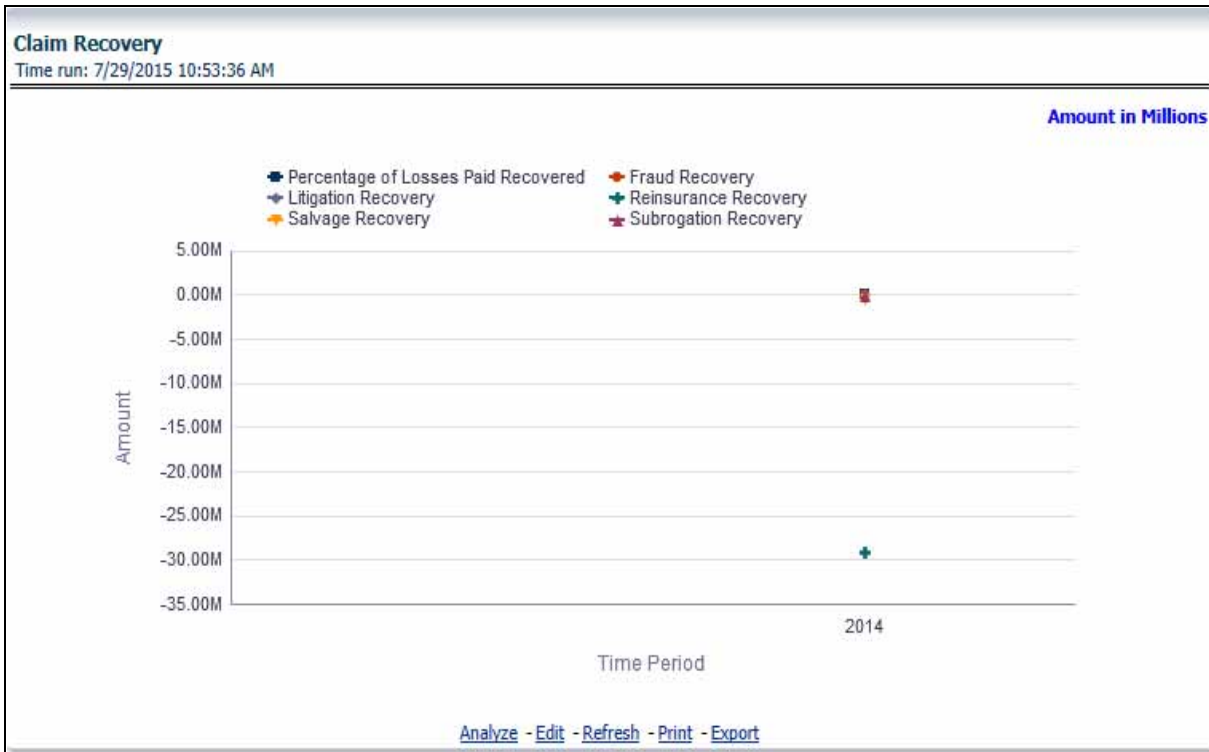 Claim Recovery
Time run: 7/29/2015 10:53:36 AM
Amount in Millions
Percentage of Losses Paid Recovered Fraud Recovery
Litigation Recovery Reinsurance Recovery
Salvage Recovery Subrogation Recovery
5.00M
0.00M
-5.00M
-10.00M
-15.00M
-20.00M
-25.00M
-30.00M
-35.00M
Amount
2014
Time Period
Analyze - Edit - Refresh - Print - Export